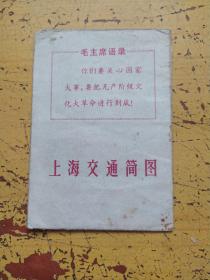 毛主席语录
你们要关心国家
大事，要把无产阶级文
化大革命进行到底！
上海交通简图